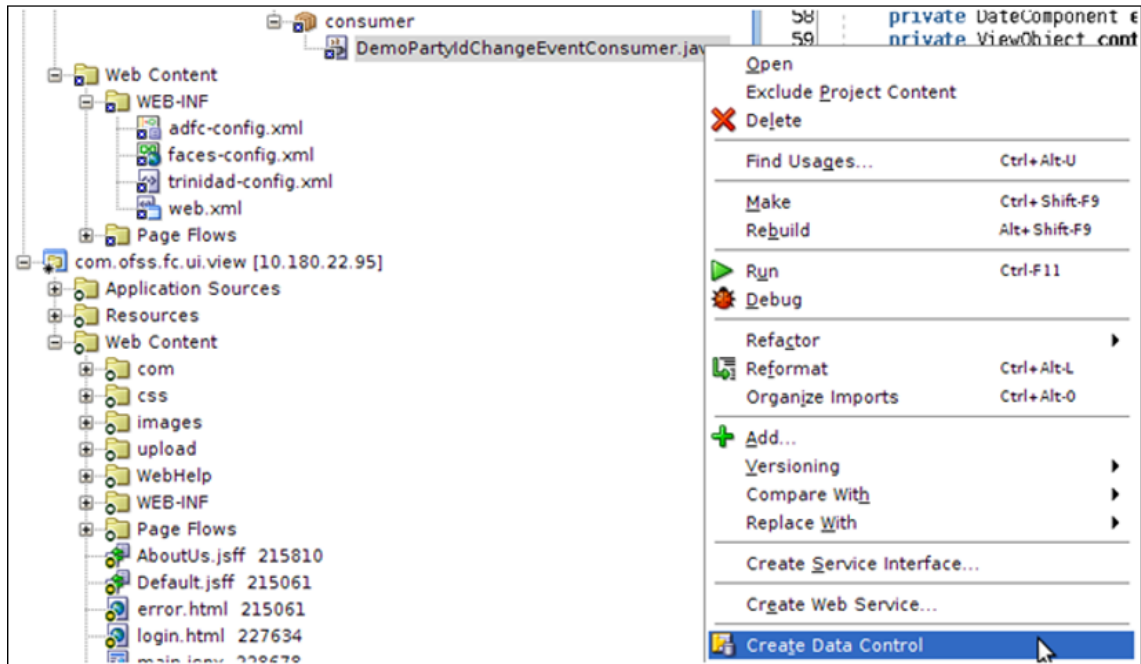 consumer
DemoPartyIdChangeEventConsumer.jav
Web Content
WEB-INF
adfc-config.xml
faces-config.xml
trinidad-config.xml
web.xml
Page Flows
com.ofss.fc.ui.view [10.180.22.95]
Application Sources
Resources
Web Content
com
css
images
upload
WebHelp
WEB-INF
Page Flows
AboutUs.jsff 215810
Default.jsff 215061
error.html 215061
login.html 227634
main.jspx 228678
58 private DateComponent e
59 private ViewObject cont
Open
Exclude Project Content
Delete
Find Usages... Ctrl+Alt-U
Make Ctrl+Shift-F9
Rebuild Alt+Shift-F9
Run Ctrl-F11
Debug
Refactor
Reformat Ctrl+Alt-L
Organize Imports Ctrl+Alt-O
Add...
Versioning
Compare With
Replace With
Create Service Interface...
Create Web Service...
Create Data Control